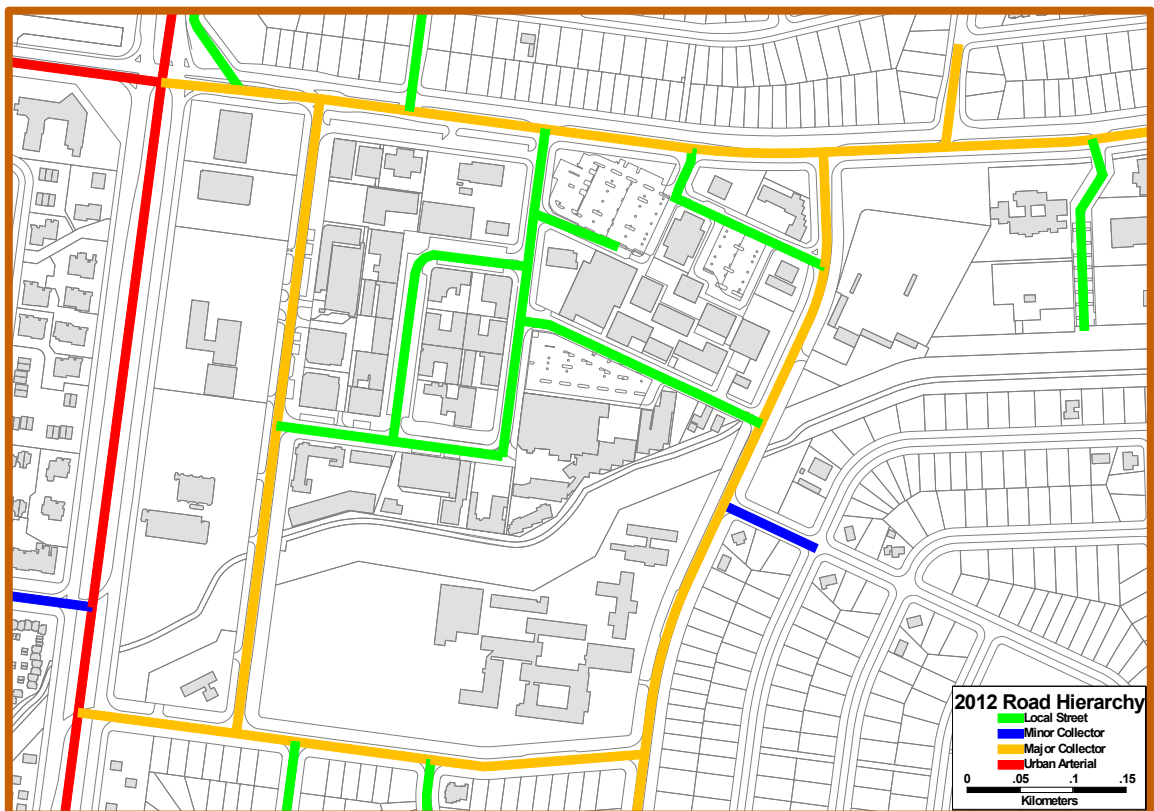 2012 Road Hierarchy
Local Street
Minor Collector
Major Collector
Urban Arterial
0 .05 .1 .15
Kilometers